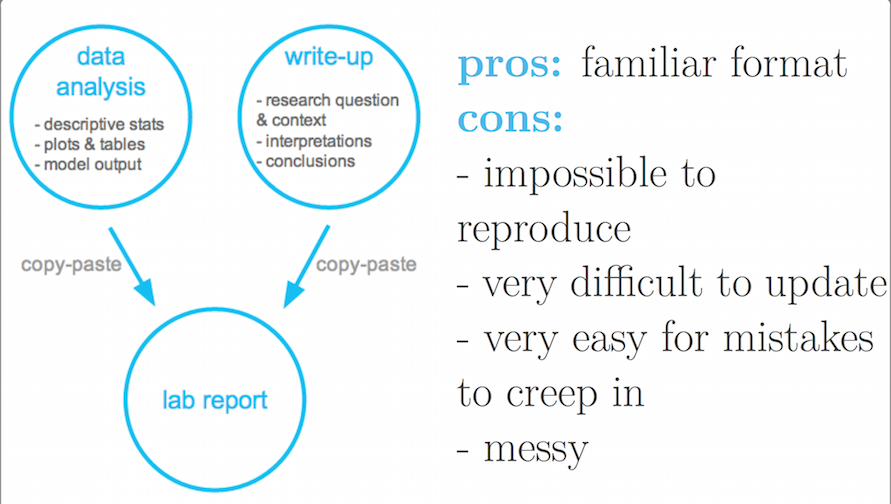 data
analysis
- descriptive stats
- plots & tables
- model output
write-up
- research question
& context
- interpretations
- conclusions
copy-paste
copy-paste
lab report
pros: familiar format
cons:
- impossible to
reproduce
- very difficult to update
- very easy for mistakes
to creep in
- messy